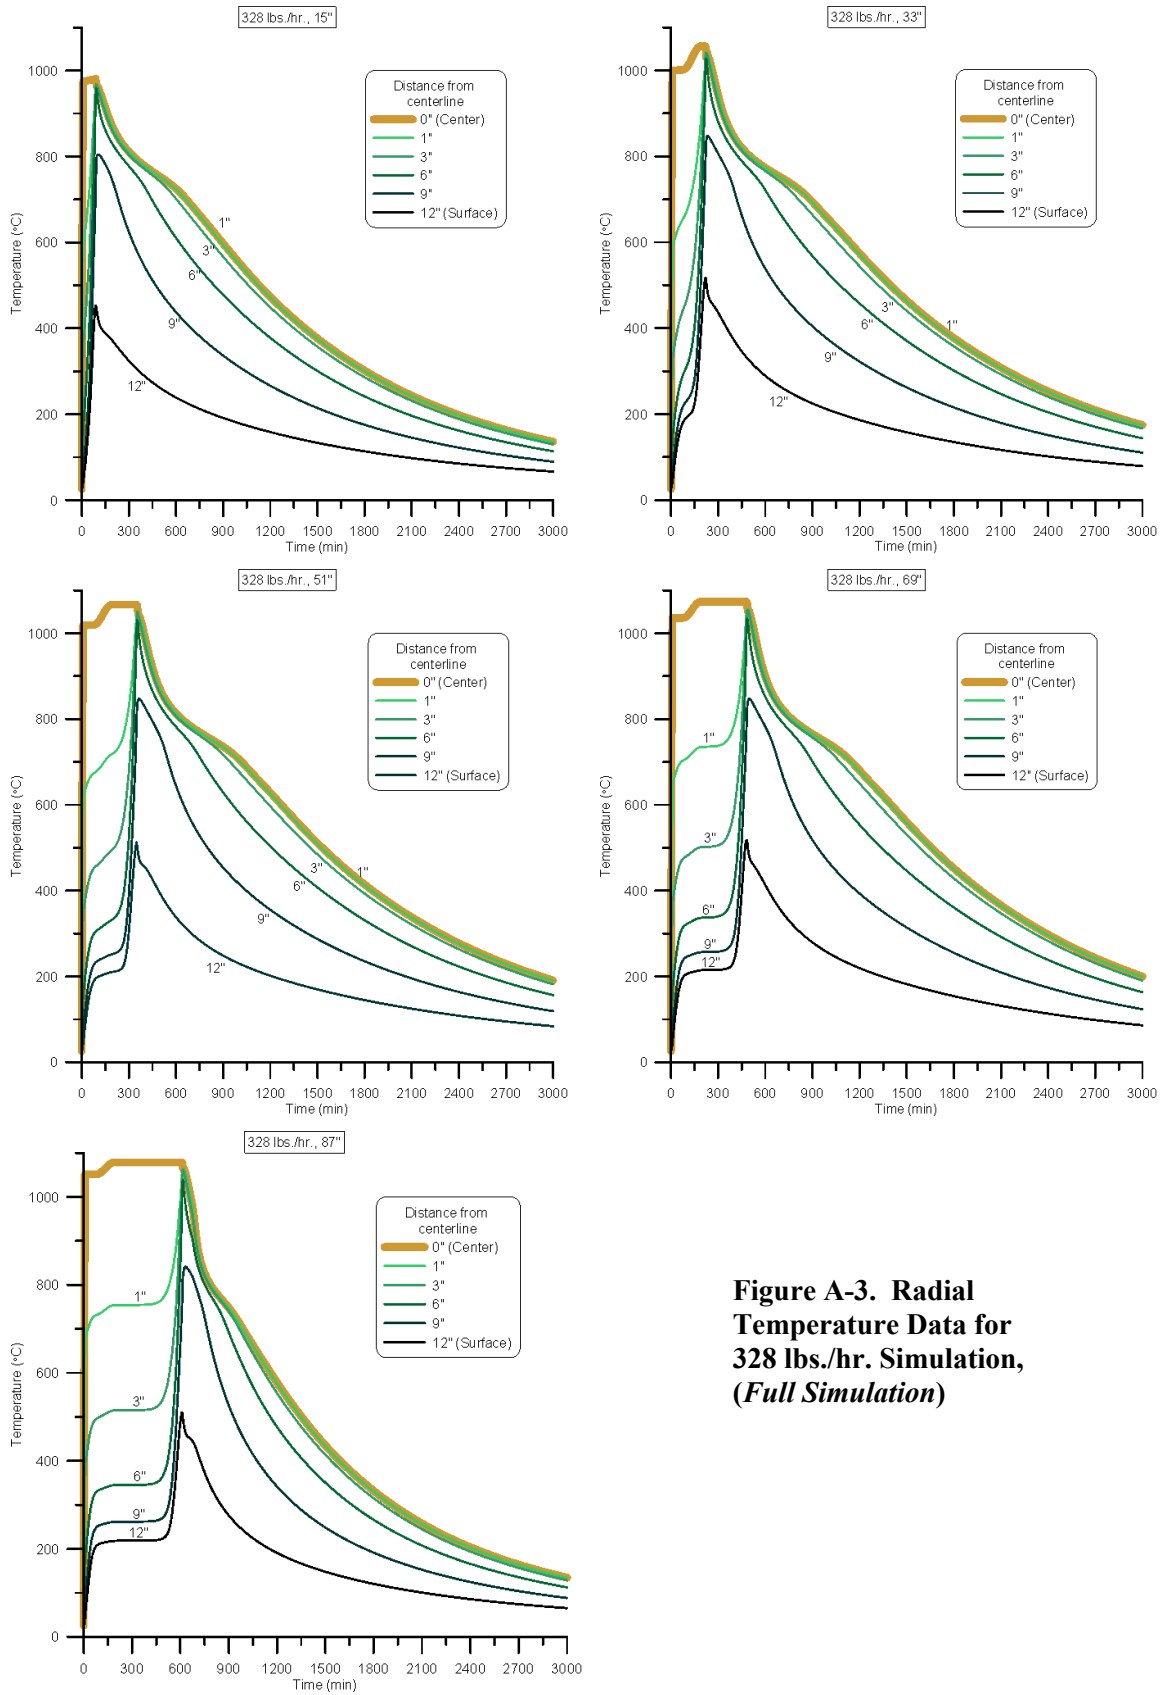 328 lbs./hr., 15"
1000
800
600
400
200
0
Temperature (°C)
Distance from
centerline
0" (Center)
1"
3"
6"
9"
12" (Surface)
1"
3"
6"
9"
12"
0 300 600 900 1200 1500 1800 2100 2400 2700 3000
Time (min)
328 lbs./hr., 33"
1000
800
600
400
200
0
Temperature (°C)
Distance from
centerline
0" (Center)
1"
3"
6"
9"
12" (Surface)
1"
3"
6"
9"
12"
0 300 600 900 1200 1500 1800 2100 2400 2700 3000
Time (min)
328 lbs./hr., 51"
1000
800
600
400
200
0
Temperature (°C)
Distance from
centerline
0" (Center)
1"
3"
6"
9"
12" (Surface)
1"
3"
6"
9"
12"
0 300 600 900 1200 1500 1800 2100 2400 2700 3000
Time (min)
328 lbs./hr., 69"
1000
800
600
400
200
0
Temperature (°C)
Distance from
centerline
0" (Center)
1"
3"
6"
9"
12" (Surface)
1"
3"
6"
9"
12"
0 300 600 900 1200 1500 1800 2100 2400 2700 3000
Time (min)
328 lbs./hr., 87"
1000
800
600
400
200
0
Temperature (°C)
Distance from
centerline
0" (Center)
1"
3"
6"
9"
12" (Surface)
1"
3"
6"
9"
12"
0 300 600 900 1200 1500 1800 2100 2400 2700 3000
Time (min)
Figure A-3. Radial
Temperature Data for
328 lbs./hr. Simulation,
(Full Simulation)